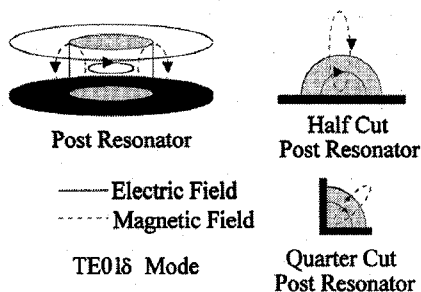 Post Resonator
Half Cut
Post Resonator
Electric Field
Magnetic Field
TE01δ Mode
Quarter Cut
Post Resonator